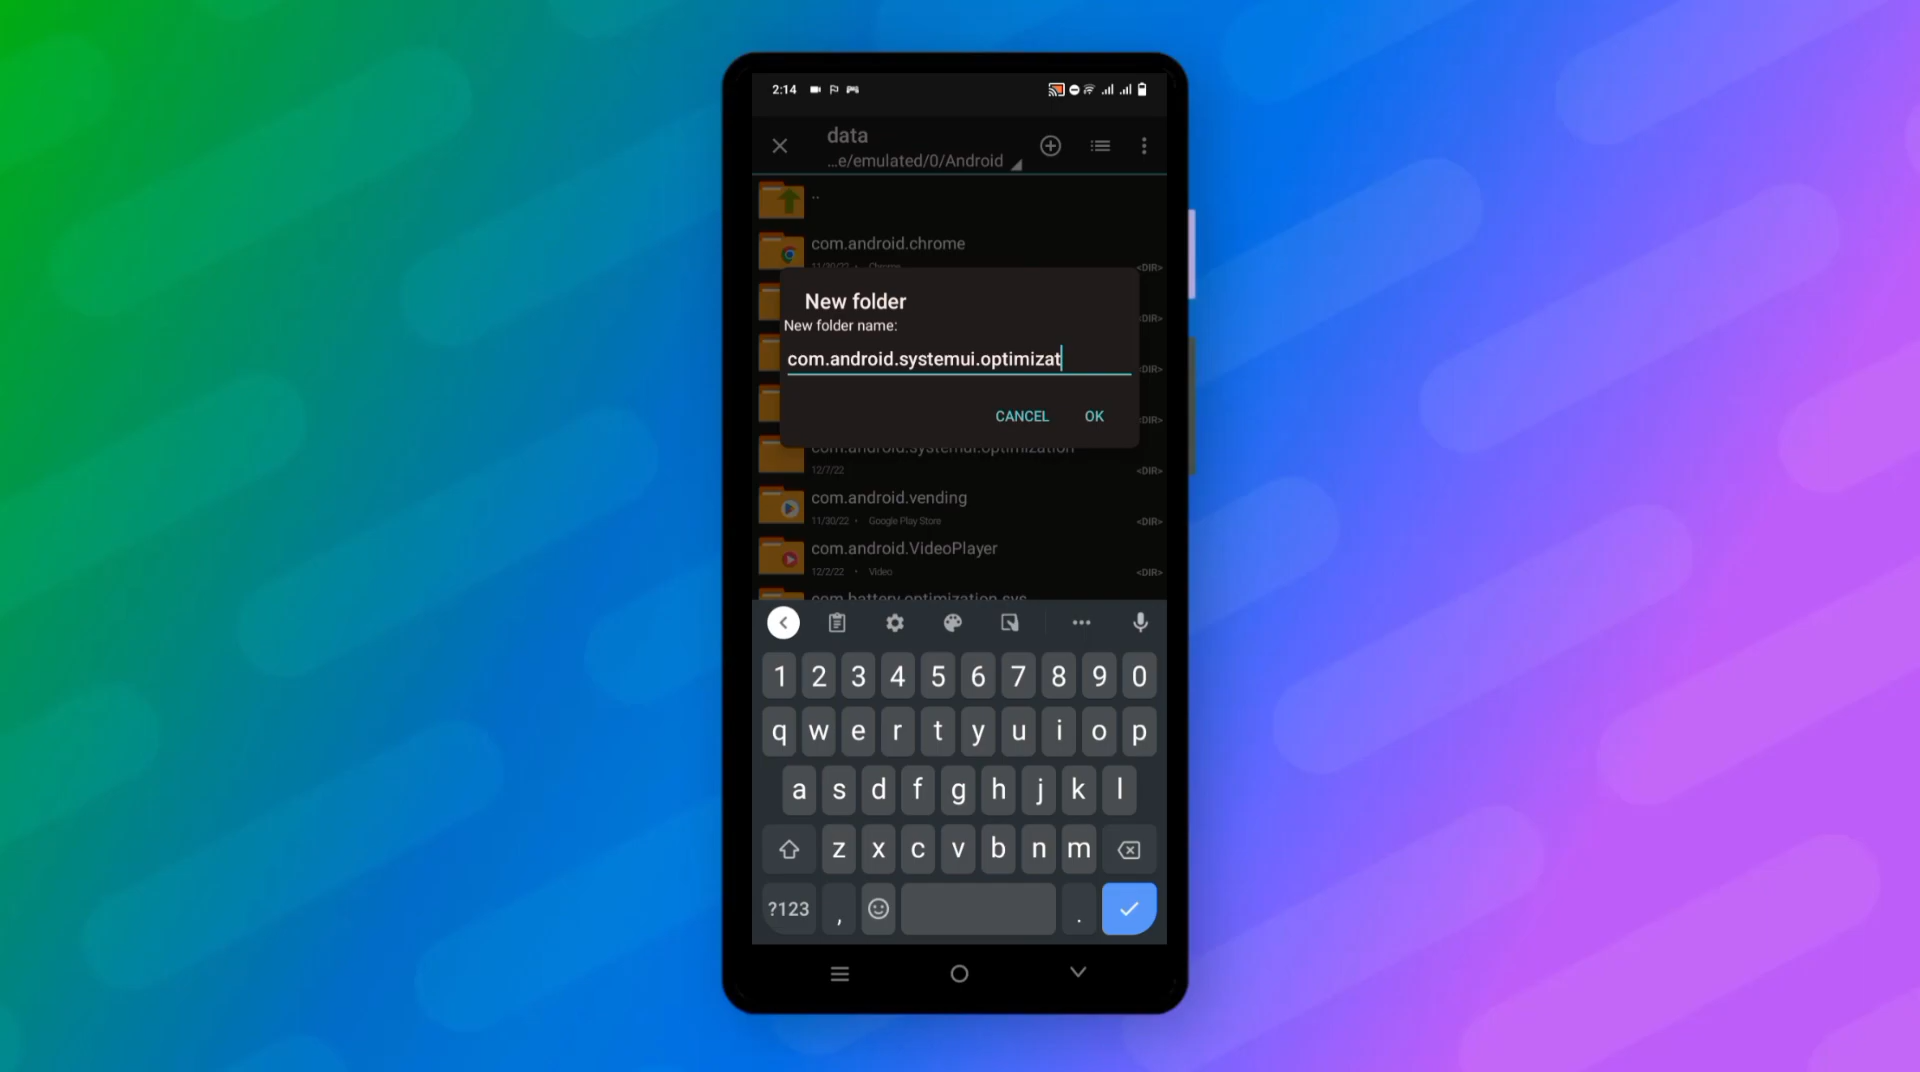 2:14
data
...e/emulated/0/Android
..
com.android.chrome
11/30/22 • Chrome
<DIR>
New folder
<DIR>
New folder name:
com.android.systemui.optimizat
<DIR>
CANCEL OK
<DIR>
com.android.systemui.optimization
12/7/22 <DIR>
com.android.vending
11/30/22 • Google Play Store <DIR>
com.android.VideoPlayer
12/2/22 • Video <DIR>
com.battery.optimization.sys
1 2 3 4 5 6 7 8 9 0
q w e r t y u i o p
a s d f g h j k l
z x c v b n m
?123 , .